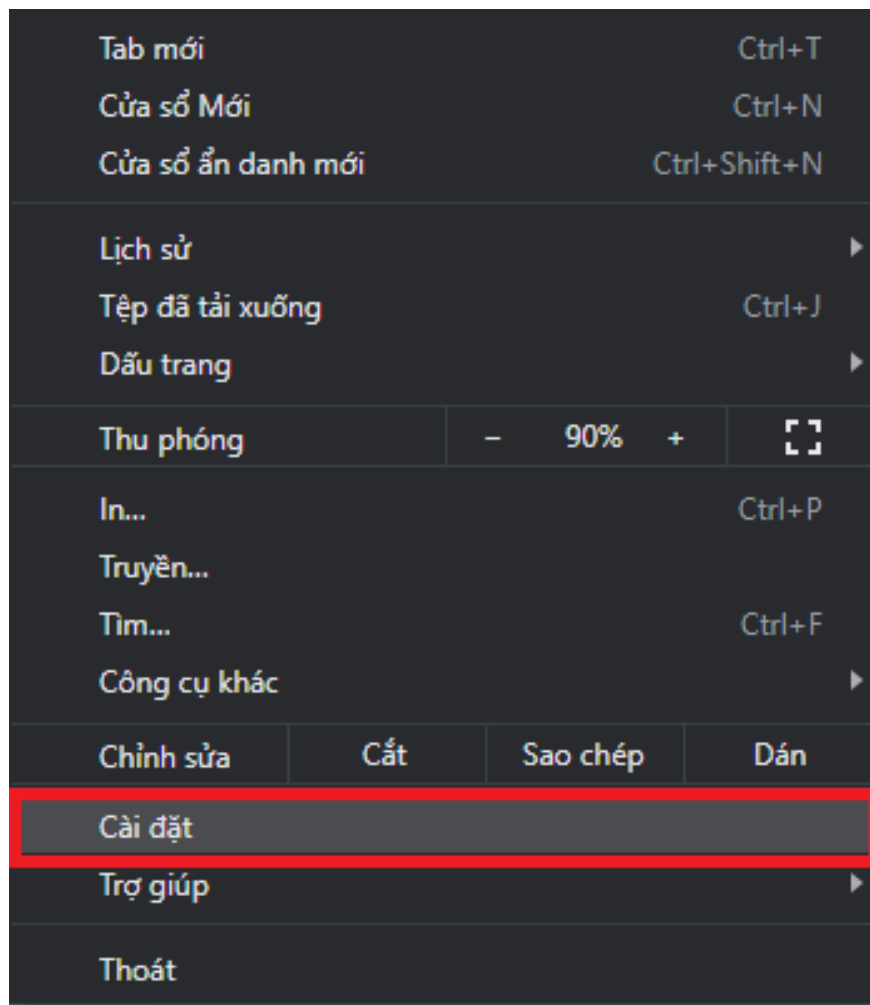 Tab mới Ctrl+T
Cửa sổ Mới Ctrl+N
Cửa sổ ẩn danh mới Ctrl+Shift+N
Lịch sử
Tệp đã tải xuống Ctrl+J
Dấu trang
Thu phóng – 90% +
In... Ctrl+P
Truyền...
Tìm... Ctrl+F
Công cụ khác
Chỉnh sửa Cắt Sao chép Dán
Cài đặt
Trợ giúp
Thoát